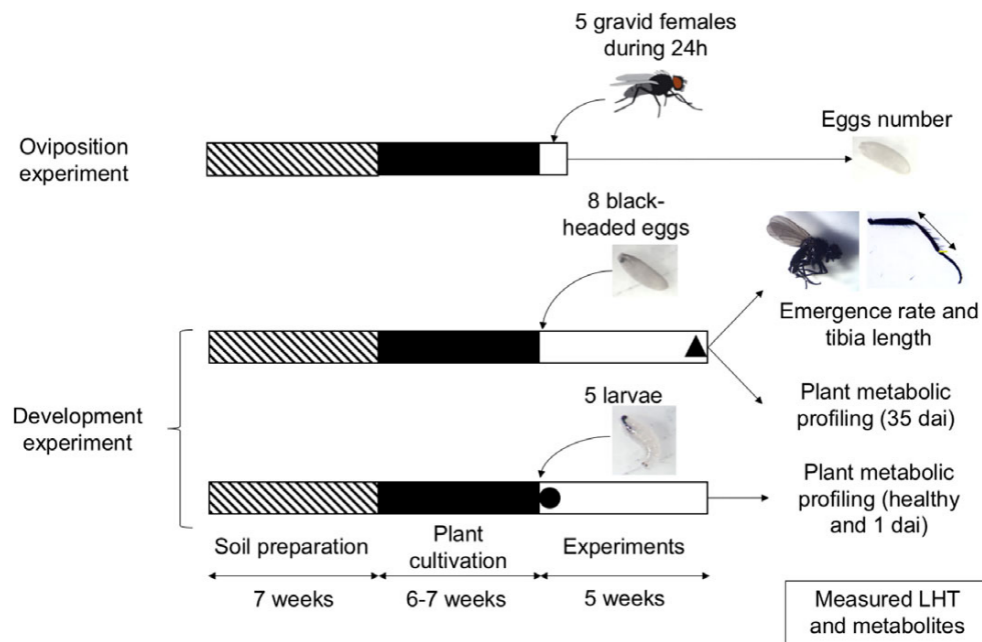 5 gravid females
during 24h
Oviposition
experiment
Eggs number
8 black-
headed eggs
Emergence rate and
tibia length
Development
experiment
5 larvae
Plant metabolic
profiling (35 dai)
Plant metabolic
profiling (healthy
and 1 dai)
Soil preparation
Plant
cultivation
Experiments
7 weeks
6-7 weeks
5 weeks
Measured LHT
and metabolites